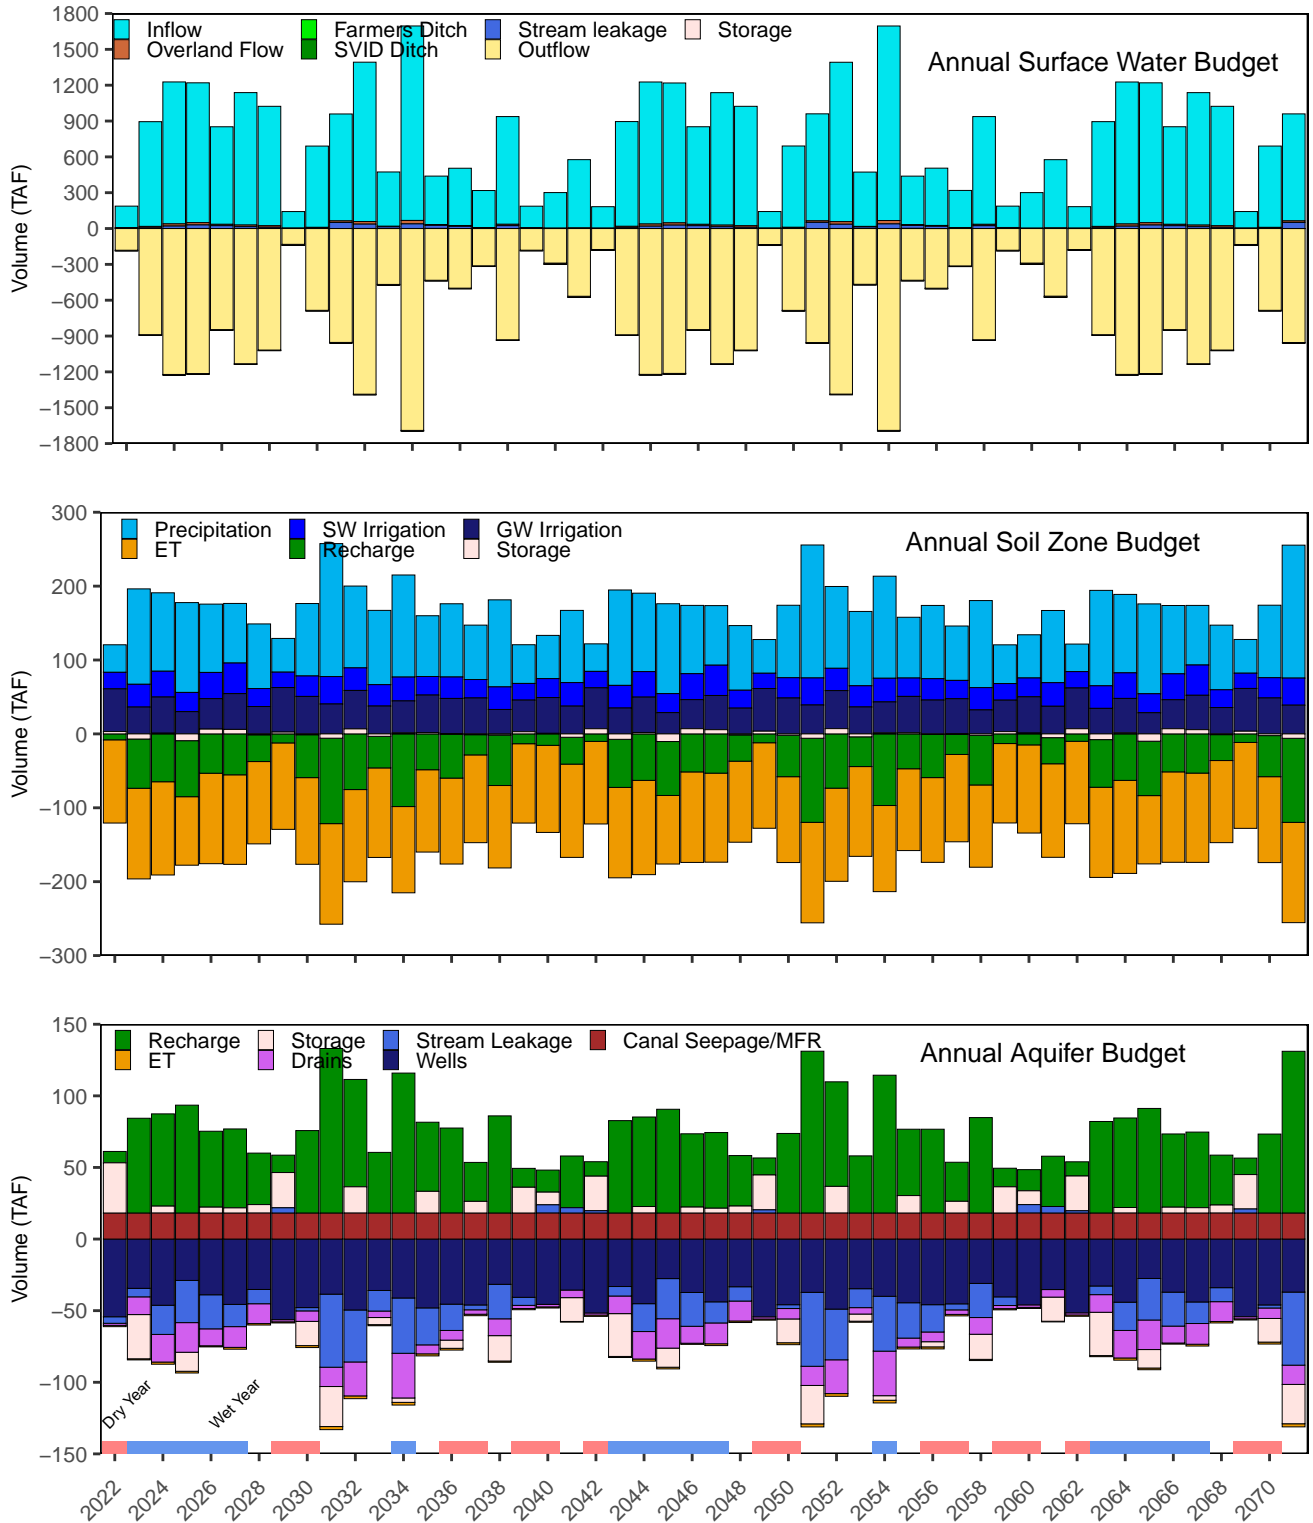 1800
1500
1200
900
600
300
0
−300
−600
−900
−1200
−1500
−1800
Volume (TAF)
Inflow Farmers Ditch Stream leakage Storage
Overland Flow SVID Ditch Outflow
Annual Surface Water Budget
300
200
100
0
−100
−200
−300
Volume (TAF)
Precipitation SW Irrigation GW Irrigation
ET Recharge Storage
Annual Soil Zone Budget
150
100
50
0
−50
−100
−150
Volume (TAF)
Recharge Storage Stream Leakage Canal Seepage/MFR
ET Drains Wells
Annual Aquifer Budget
Dry Year Wet Year
2022 2024 2026 2028 2030 2032 2034 2036 2038 2040 2042 2044 2046 2048 2050 2052 2054 2056 2058 2060 2062 2064 2066 2068 2070